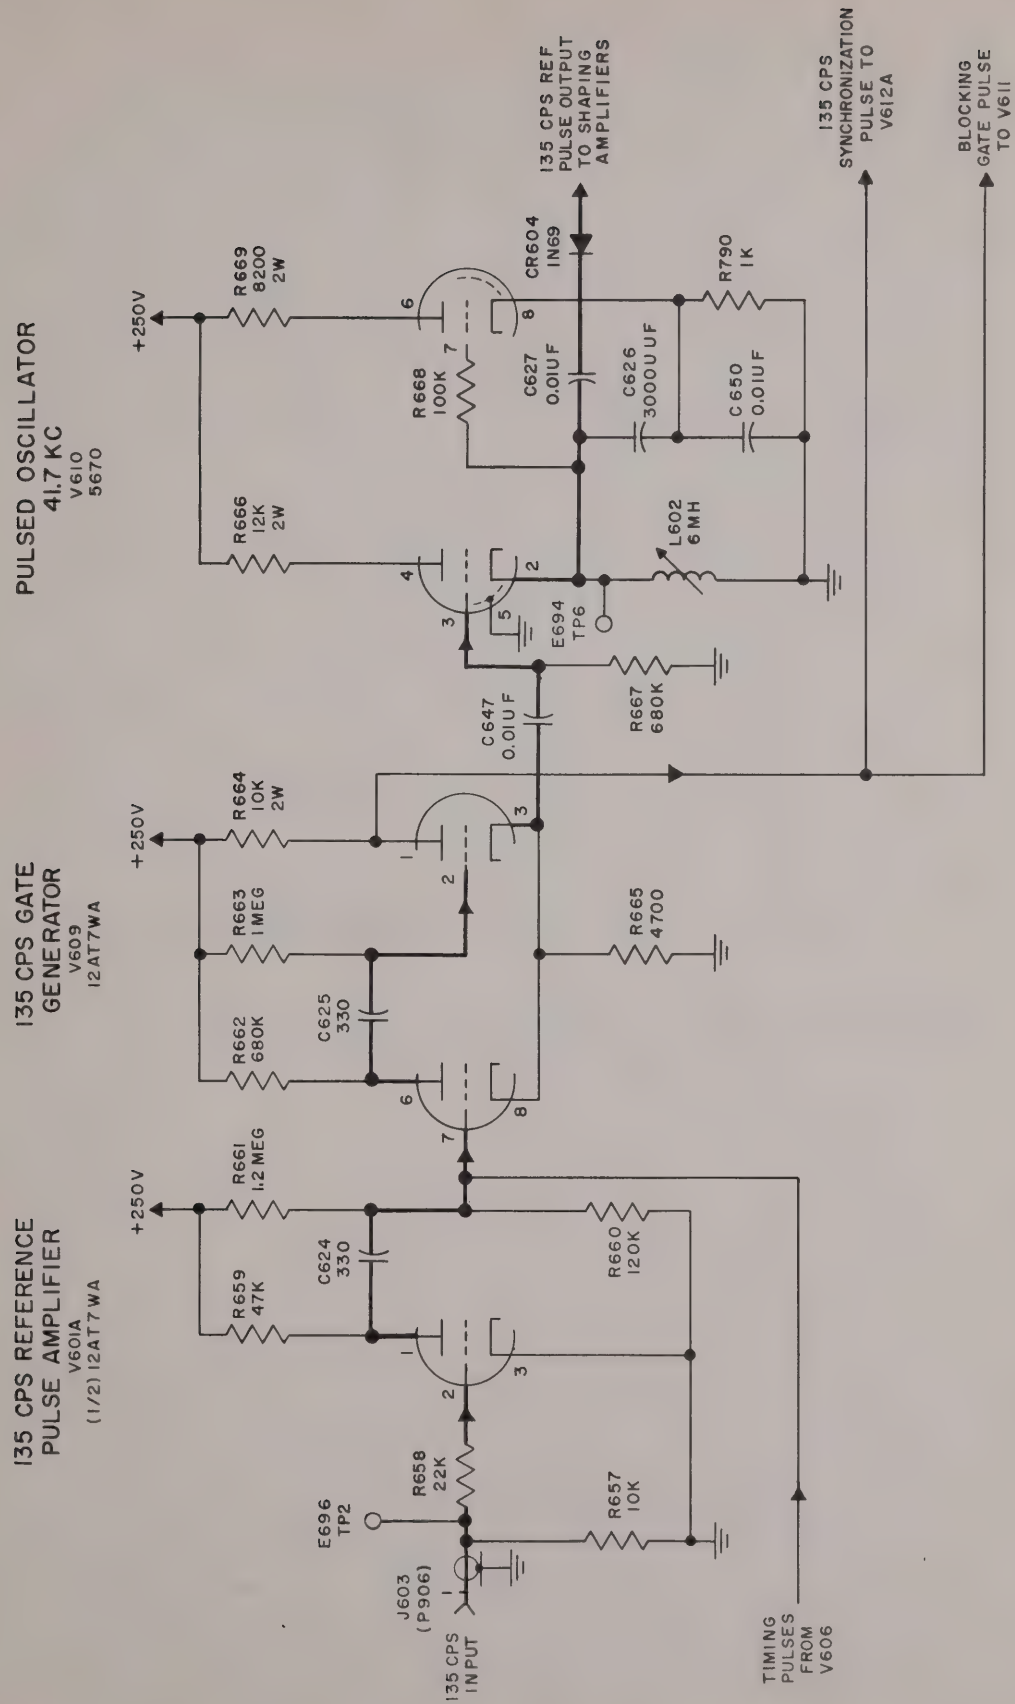 135 CPS REFERENCE
PULSE AMPLIFIER
V601A
(1/2) 12AT7WA
135 CPS GATE
GENERATOR
V609
12AT7WA
PULSED OSCILLATOR
41.7 KC
V610
5670
+250V
+250V
+250V
R659
47K
R661
1.2 MEG
R662
680K
R663
1 MEG
R664
10K
2W
R666
12K
2W
R669
8200
2W
E696
TP2
J603
(P906)
1
135 CPS
INPUT
R658
22K
2
1
3
C624
330
R657
10K
R660
120K
7
6
8
C625
330
2
1
3
R665
4700
C647
0.01UF
R667
680K
3
4
5
2
E694
TP6
L602
6 MH
R668
100K
7
6
8
C627
0.01UF
CR604
1N69
C626
3000UUF
C650
0.01UF
R790
1K
135 CPS REF
PULSE OUTPUT
TO SHAPING
AMPLIFIERS
135 CPS
SYNCHRONIZATION
PULSE TO
V612A
BLOCKING
GATE PULSE
TO V611
TIMING
PULSES
FROM
V606